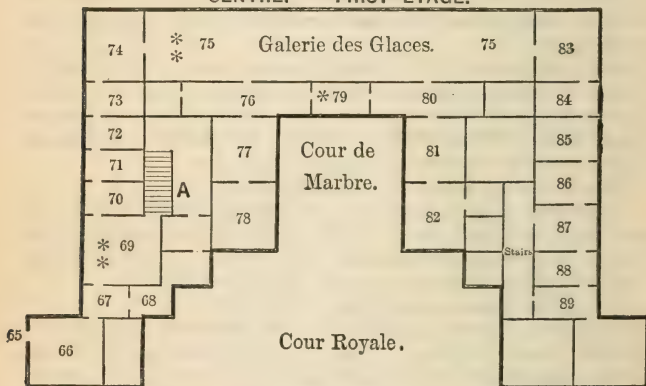 CENTRE. — FIRST ETAGE.
74 ** 75 Galerie des Glaces. 75 83
73 76 * 79 80 84
72 85
77 Cour de 81
71 Marbre. 86
70 A 78 82 87
** 69 Stairs 88
67 68 89
65 66 Cour Royale.